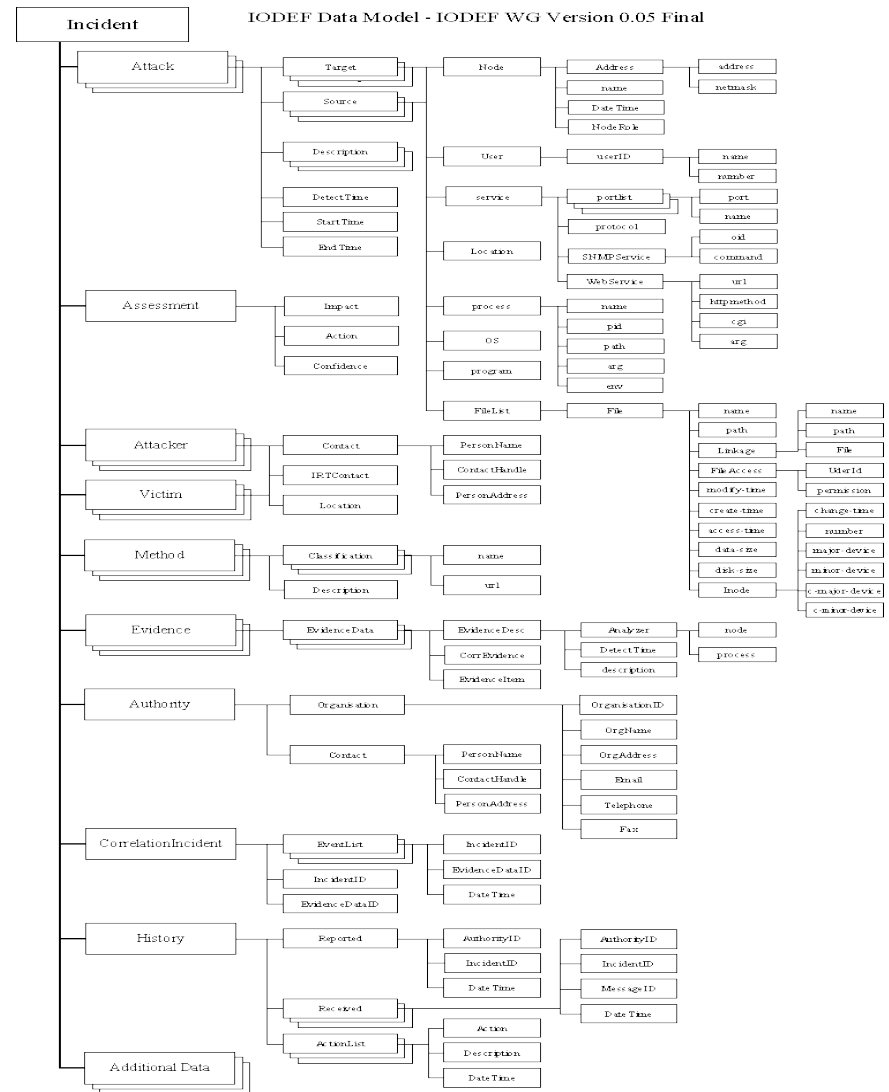 IODEF Data Model - IODEF WG Version 0.05 Final
Incident
Attack
Target
Node
Address
address
name
netmask
Source
DateTime
NodeRole
Description
User
userID
name
number
DetectTime
service
portlist
port
StartTime
protocol
name
EndTime
Location
SNMPService
oid
command
WebService
url
Assessment
Impact
process
name
httpmethod
Action
OS
pid
cgi
path
arg
Confidence
program
arg
env
FileList
File
name
name
path
path
Attacker
Contact
PersonName
Linkage
File
IRTContact
ContactHandle
FileAccess
UderId
Victim
Location
PersonAddress
modify-time
permission
create-time
change-time
access-time
number
Method
Classification
name
data-size
major-device
Description
url
disk-size
minor-device
Inode
c-major-device
c-minor-device
Evidence
EvidenceData
EvidenceDesc
Analyzer
node
CorrEvidence
DetectTime
process
EvidenceItem
description
Authority
Organisation
OrganisationID
OrgName
Contact
PersonName
OrgAddress
ContactHandle
Email
PersonAddress
Telephone
Fax
CorrelationIncident
EventList
IncidentID
IncidentID
EvidenceDataID
EvidenceDataID
DateTime
History
Reported
AuthorityID
AuthorityID
IncidentID
IncidentID
DateTime
MessageID
Received
DateTime
ActionList
Action
Description
Additional Data
DateTime